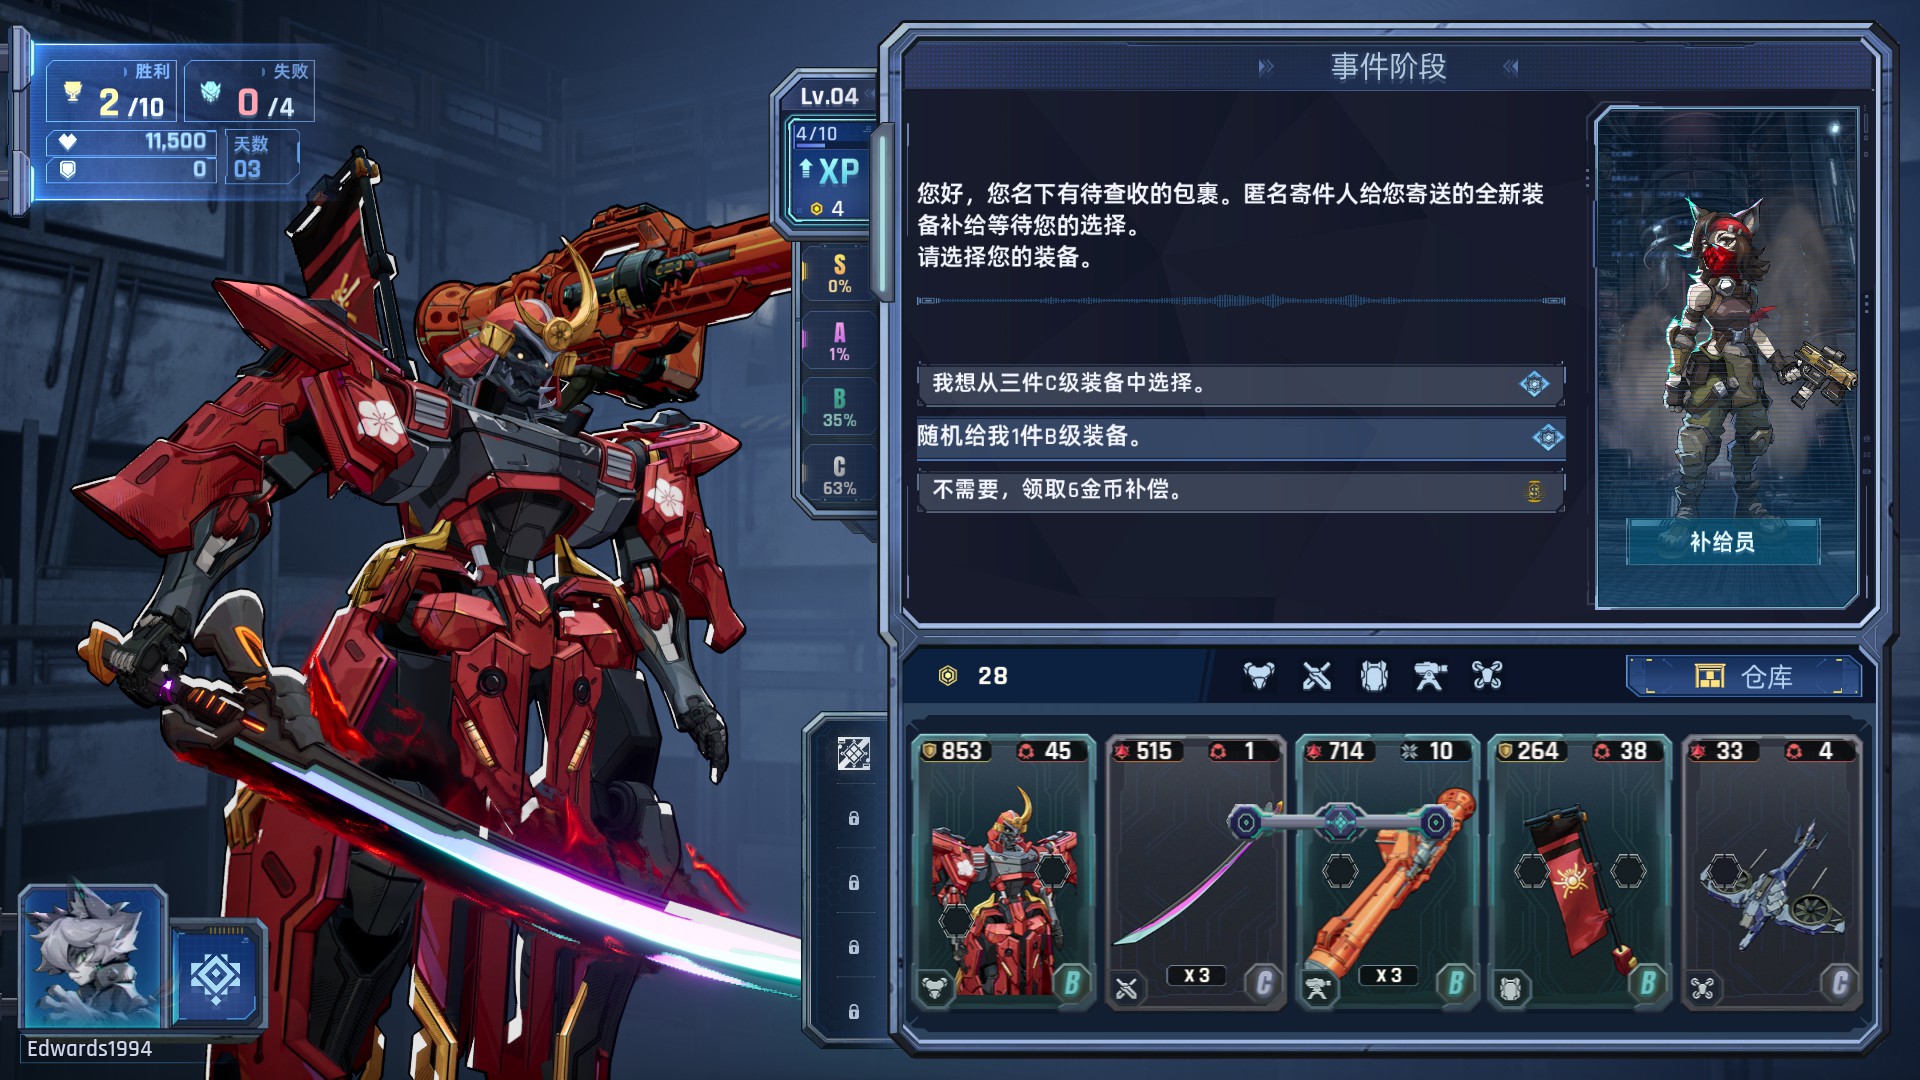 胜利
2/10
失败
0/4
11,500
0
天数
03
Lv.04
4/10
XP
4
S
0%
A
1%
B
35%
C
63%
事件阶段
您好，您名下有待查收的包裹。匿名寄件人给您寄送的全新装
备补给等待您的选择。
请选择您的装备。
我想从三件C级装备中选择。
随机给我1件B级装备。
不需要，领取6金币补偿。
补给员
28
仓库
853
45
B
515
1
x3
C
714
10
x3
B
264
38
B
33
4
C
Edwards1994